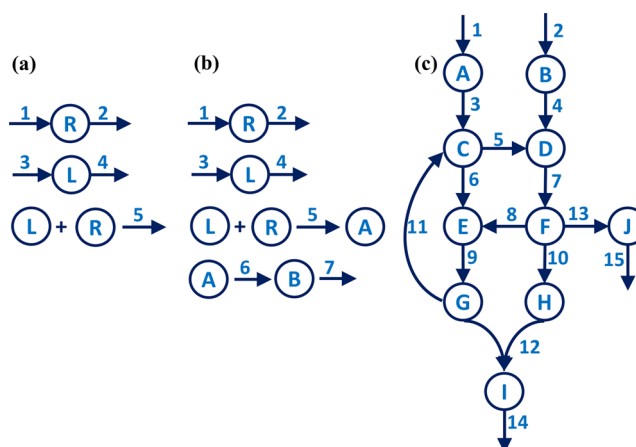 (a)
1 R 2
3 L 4
L + R 5
(b)
1 R 2
3 L 4
L + R 5 A
A 6 B 7
(c)
1 2
A B
3 4
C 5 D
6 7
11 E 8 F 13 J
9 10 15
G H
12
I
14